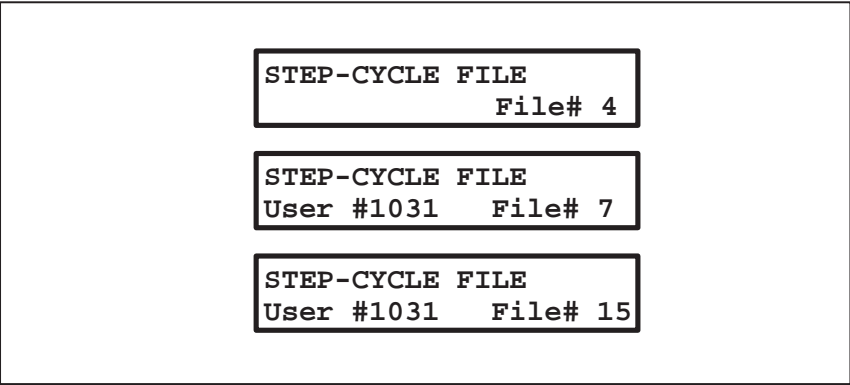 STEP-CYCLE FILE
File# 4
STEP-CYCLE FILE
User #1031 File# 7
STEP-CYCLE FILE
User #1031 File# 15